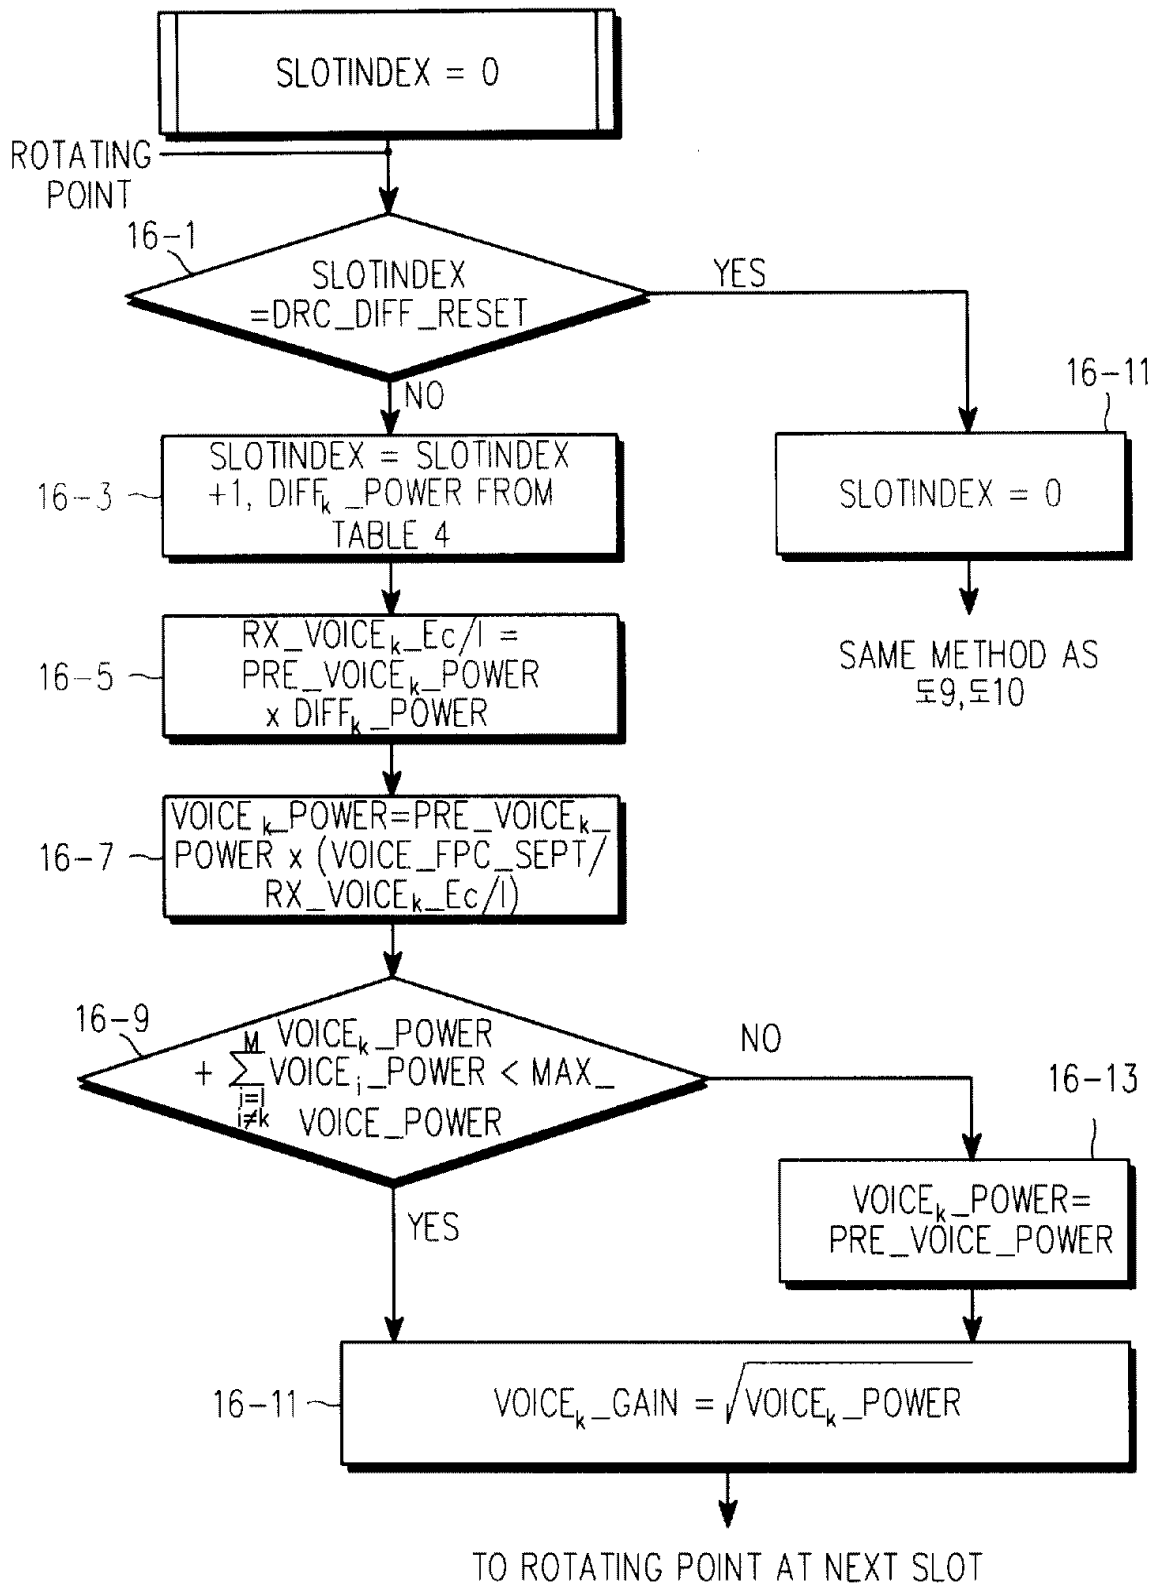 SLOTINDEX = 0
ROTATING
POINT
16-1
SLOTINDEX
=DRC_DIFF_RESET
YES
NO
16-11
SLOTINDEX = 0
16-3
SLOTINDEX = SLOTINDEX
+1, DIFFk_POWER FROM
TABLE 4
SAME METHOD AS
도9,도10
16-5
RX_VOICEk_Ec/I =
PRE_VOICEk_POWER
x DIFFk_POWER
16-7
VOICEk_POWER=PRE_VOICEk_
POWER x (VOICE_FPC_SEPT/
RX_VOICEk_Ec/I)
16-9
VOICEk_POWER
M
+ ∑ VOICEi_POWER < MAX_
i=1
i≠k
VOICE_POWER
NO
YES
16-13
VOICEk_POWER=
PRE_VOICE_POWER
16-11
VOICEk_GAIN = √VOICEk_POWER
TO ROTATING POINT AT NEXT SLOT